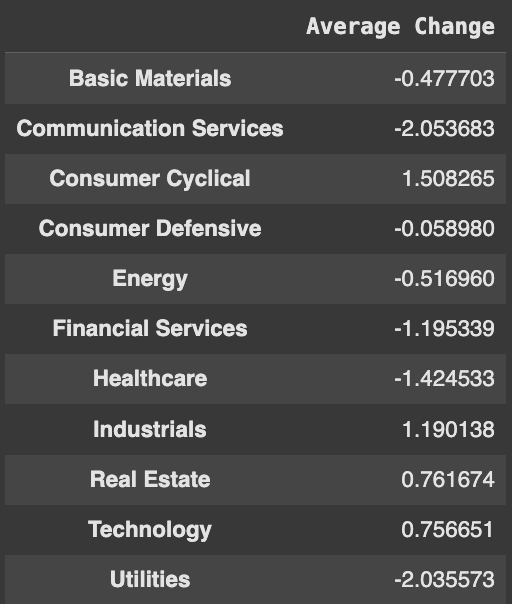 Average Change
Basic Materials -0.477703
Communication Services -2.053683
Consumer Cyclical 1.508265
Consumer Defensive -0.058980
Energy -0.516960
Financial Services -1.195339
Healthcare -1.424533
Industrials 1.190138
Real Estate 0.761674
Technology 0.756651
Utilities -2.035573